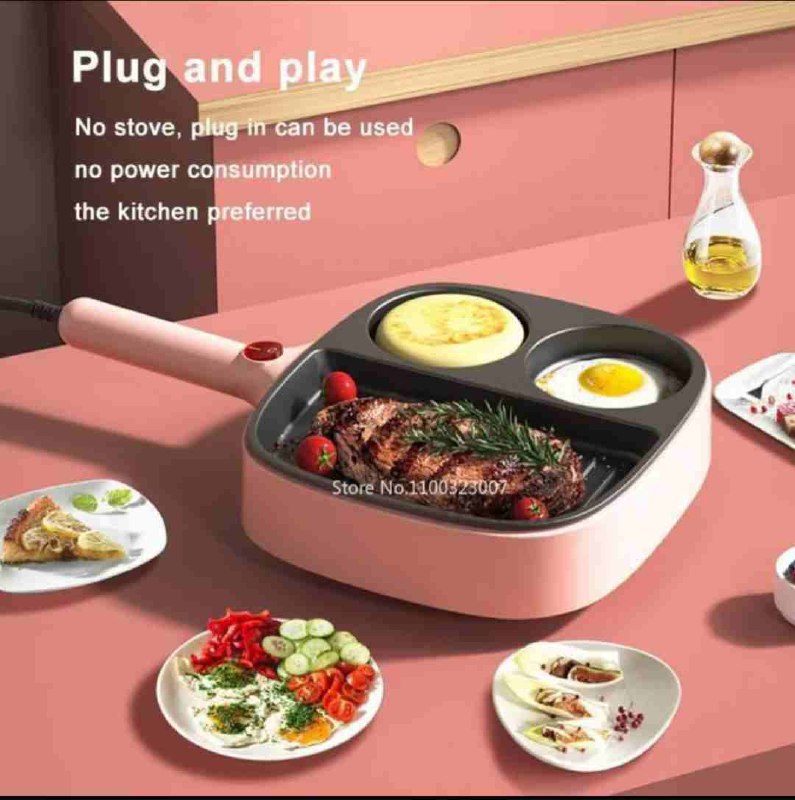 Plug and play
No stove, plug in can be used
no power consumption
the kitchen preferred
Store No.1100323007